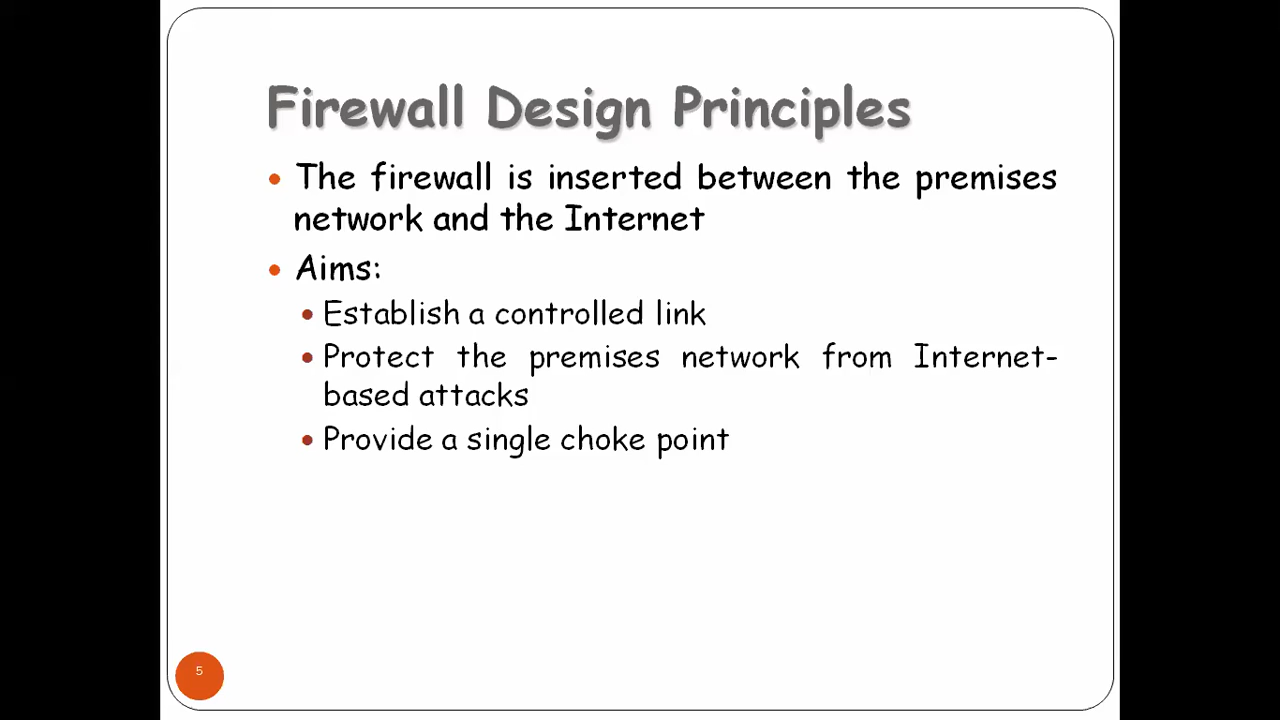 Firewall Design Principles
• The firewall is inserted between the premises
network and the Internet
• Aims:
• Establish a controlled link
• Protect the premises network from Internet-
based attacks
• Provide a single choke point
5